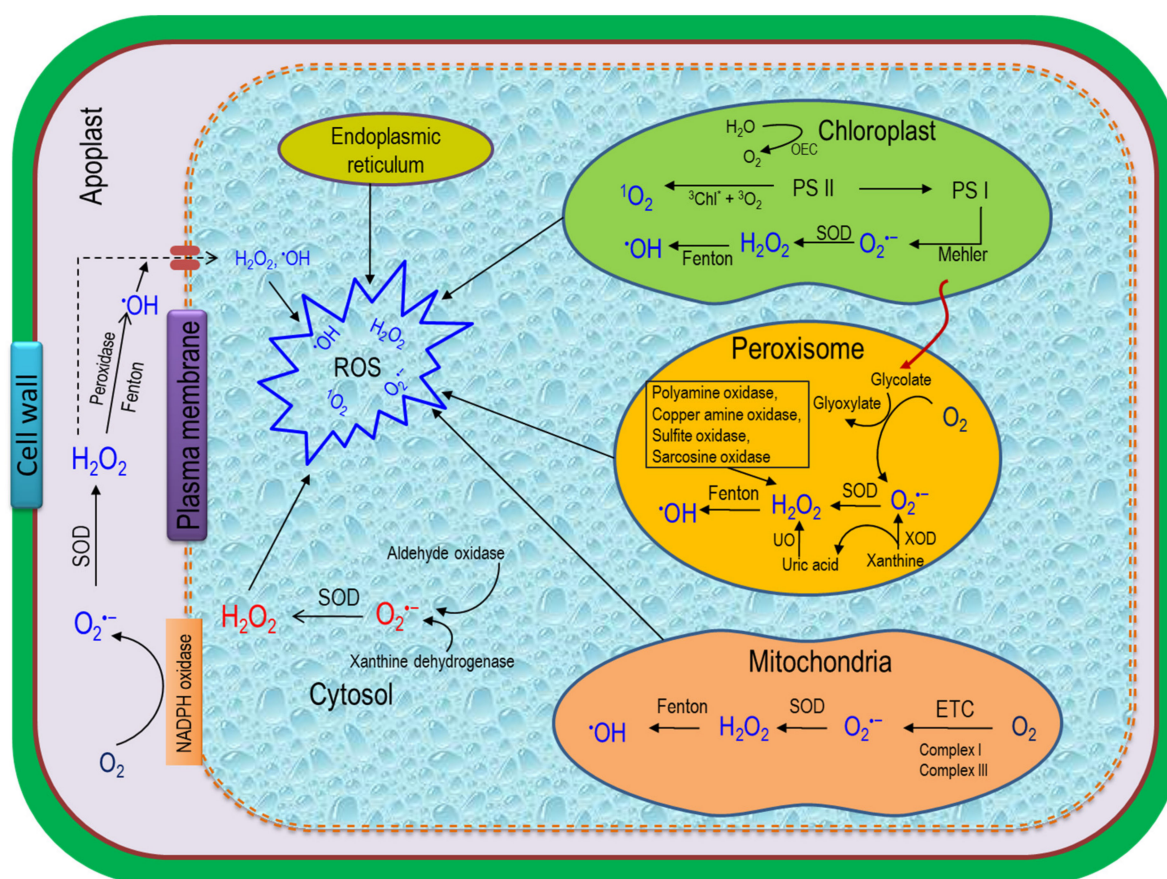 Cell wall
Apoplast
Plasma membrane
NADPH oxidase
O₂
O₂•−
SOD
H₂O₂
Peroxidase
Fenton
•OH
H₂O₂, •OH
Endoplasmic
reticulum
•OH
H₂O₂
ROS
¹O₂
O₂•−
H₂O₂
SOD
O₂•−
Aldehyde oxidase
Xanthine dehydrogenase
Cytosol
Chloroplast
H₂O
O₂
OEC
¹O₂
³Chl* + ³O₂
PS II
PS I
•OH
Fenton
H₂O₂
SOD
O₂•−
Mehler
Peroxisome
Polyamine oxidase,
Copper amine oxidase,
Sulfite oxidase,
Sarcosine oxidase
Glycolate
Glyoxylate
O₂
•OH
Fenton
H₂O₂
SOD
O₂•−
UO
Uric acid
XOD
Xanthine
Mitochondria
•OH
Fenton
H₂O₂
SOD
O₂•−
ETC
Complex I
Complex III
O₂